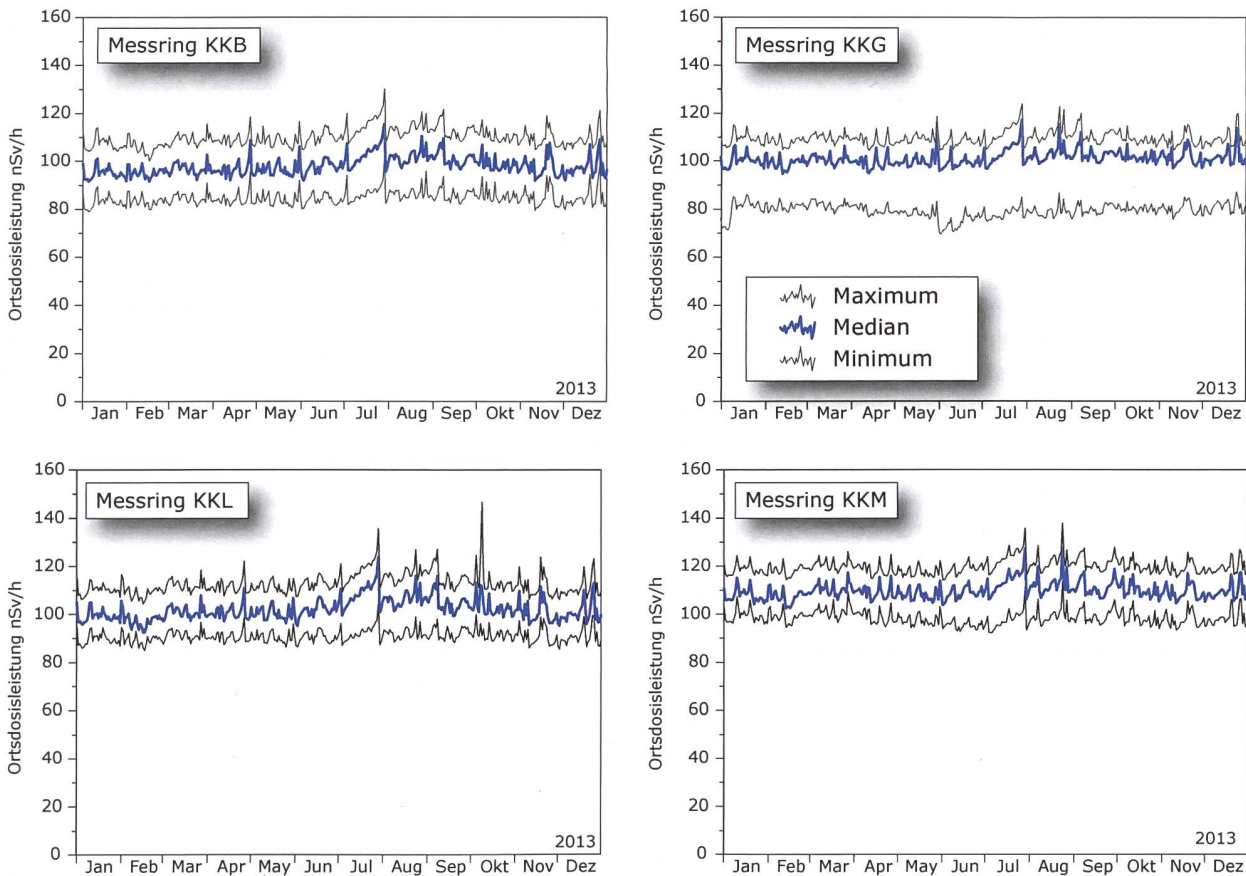 Messring KKB
Ortsdosisleistung nSv/h
160
140
120
100
80
60
40
20
0
2013
Jan Feb Mar Apr May Jun Jul Aug Sep Okt Nov Dez
Messring KKG
Ortsdosisleistung nSv/h
160
140
120
100
80
60
40
20
0
Maximum
Median
Minimum
2013
Jan Feb Mar Apr May Jun Jul Aug Sep Okt Nov Dez
Messring KKL
Ortsdosisleistung nSv/h
160
140
120
100
80
60
40
20
0
2013
Jan Feb Mar Apr May Jun Jul Aug Sep Okt Nov Dez
Messring KKM
Ortsdosisleistung nSv/h
160
140
120
100
80
60
40
20
0
2013
Jan Feb Mar Apr May Jun Jul Aug Sep Okt Nov Dez